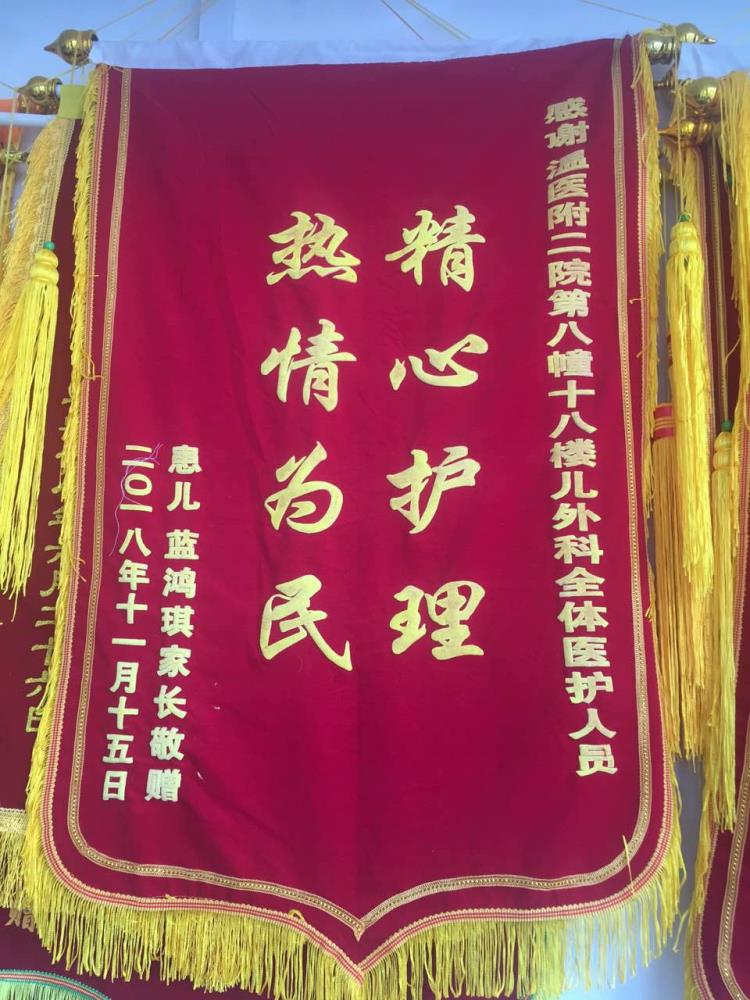 感谢温医附二院第八幢十八楼儿外科全体医护人员
精心护理
热情为民
患儿 蓝鸿琪家长敬赠
二〇一八年十一月十五日